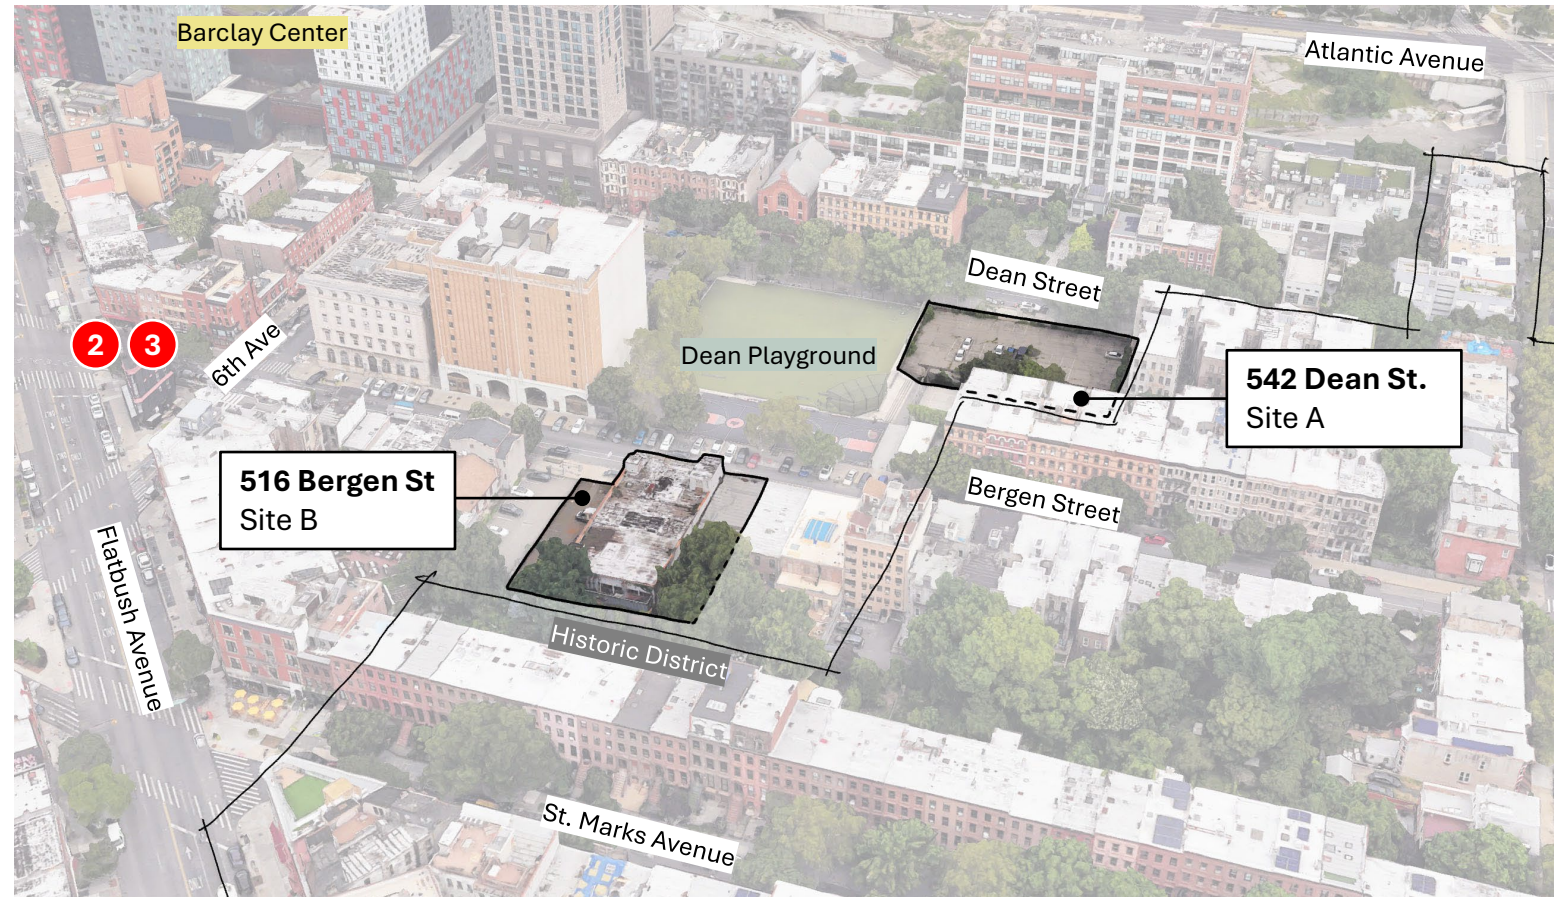 Barclay Center
Atlantic Avenue
Dean Street
2
3
6th Ave
Dean Playground
542 Dean St.
Site A
516 Bergen St
Site B
Bergen Street
Flatbush Avenue
Historic District
St. Marks Avenue